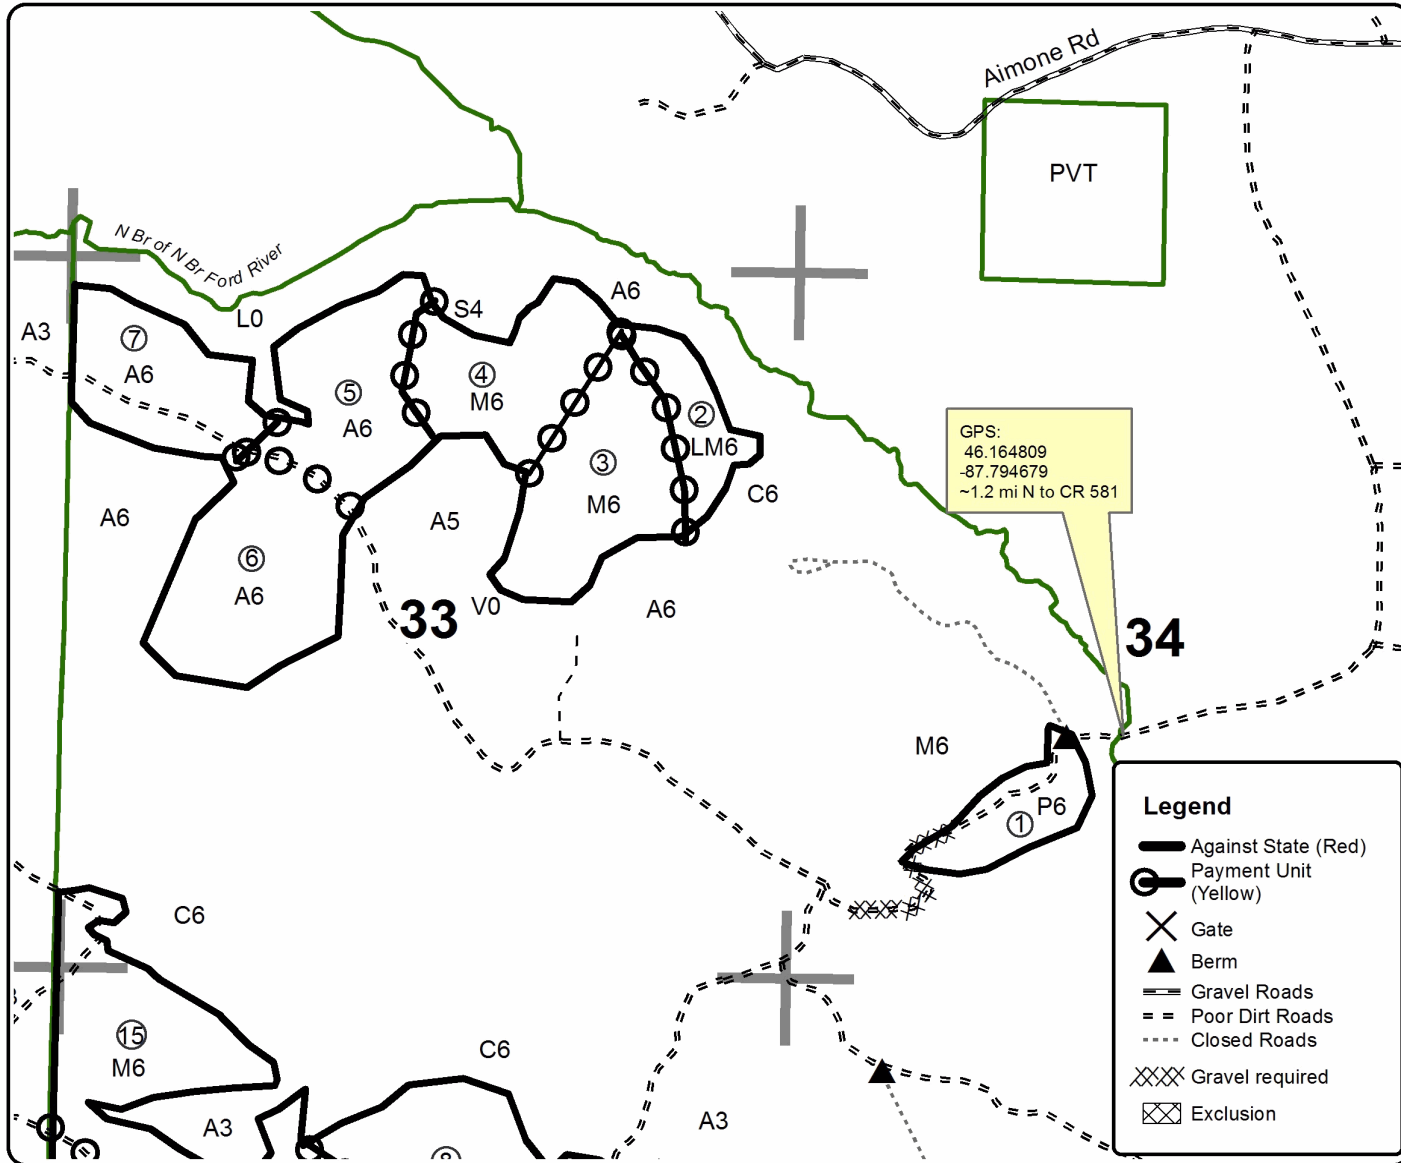 Aimone Rd
PVT
N Br of N Br Ford River
A3
L0
7
A6
S4
A6
5
A6
4
M6
2
LM6
3
M6
C6
GPS:
46.164809
-87.794679
~1.2 mi N to CR 581
A6
A5
6
A6
V0
A6
33
34
M6
P6
1
C6
15
M6
C6
A3
A3
Legend
Against State (Red)
Payment Unit
(Yellow)
Gate
Berm
Gravel Roads
Poor Dirt Roads
Closed Roads
Gravel required
Exclusion